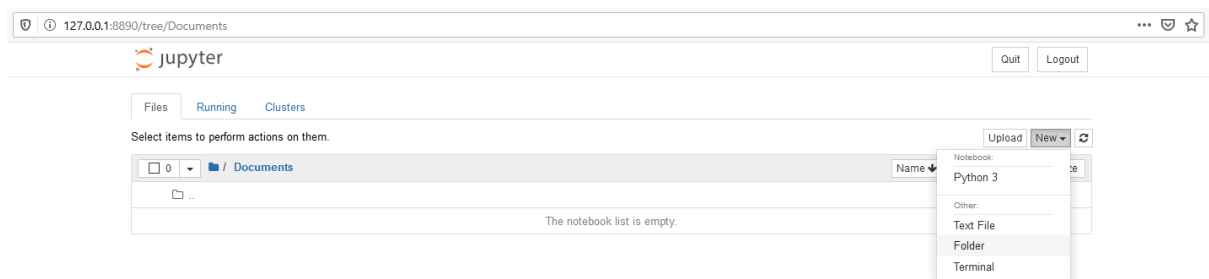 127.0.0.1:8890/tree/Documents
jupyter
Quit Logout
Files Running Clusters
Select items to perform actions on them.
Upload New
0 / Documents
Name
Notebook:
Python 3
..
Other:
Text File
The notebook list is empty.
Folder
Terminal